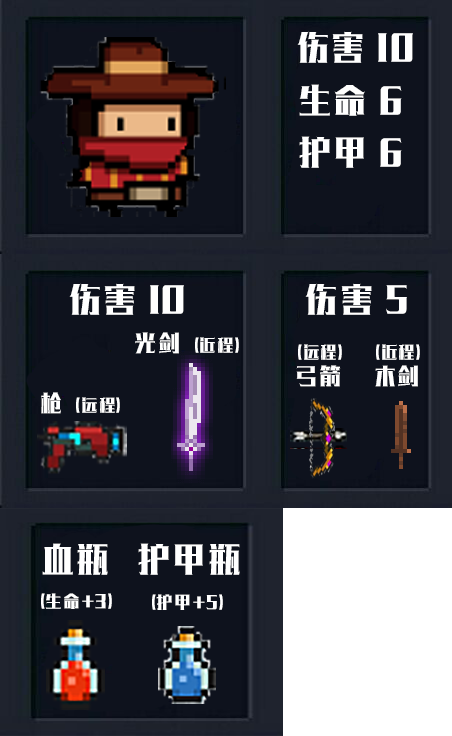 伤害 10
生命 6
护甲 6
伤害 10
光剑 (近程)
枪 (远程)
伤害 5
(远程) (近程)
弓箭 木剑
血瓶 护甲瓶
(生命+3) (护甲+5)